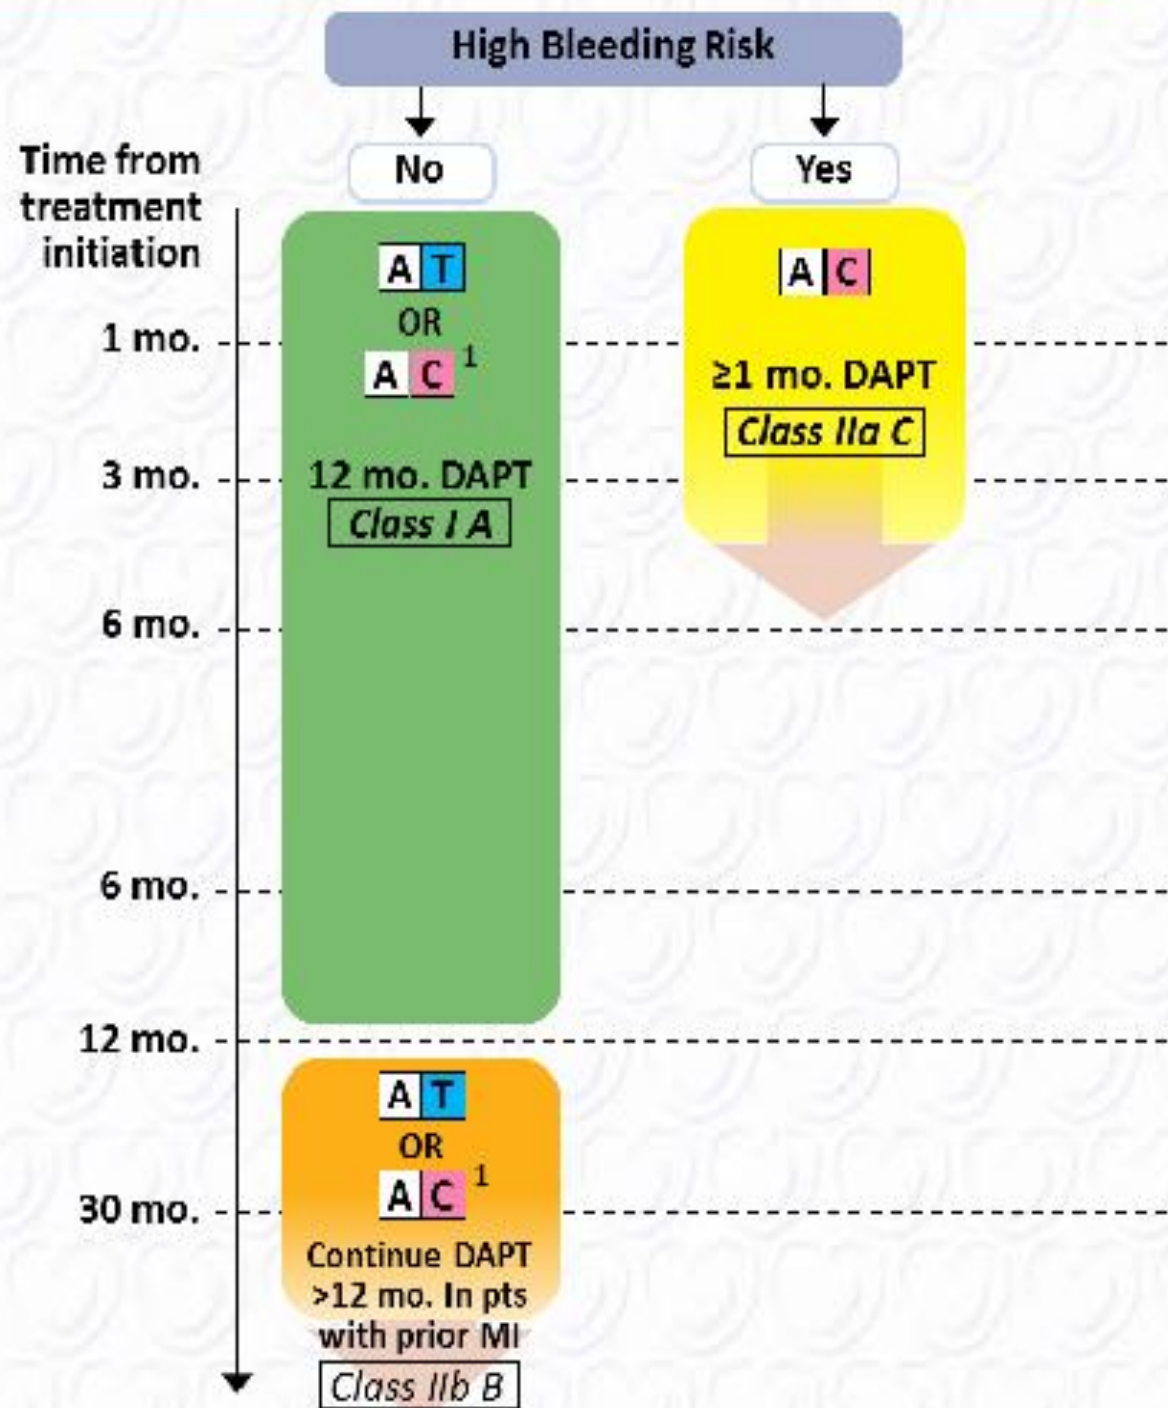 High Bleeding Risk
No
Yes
Time from
treatment
initiation
1 mo.
3 mo.
6 mo.
6 mo.
12 mo.
30 mo.
A T
OR
A C 1
12 mo. DAPT
Class I A
A C
≥1 mo. DAPT
Class IIa C
A T
OR
A C 1
Continue DAPT
>12 mo. In pts
with prior MI
Class IIb B